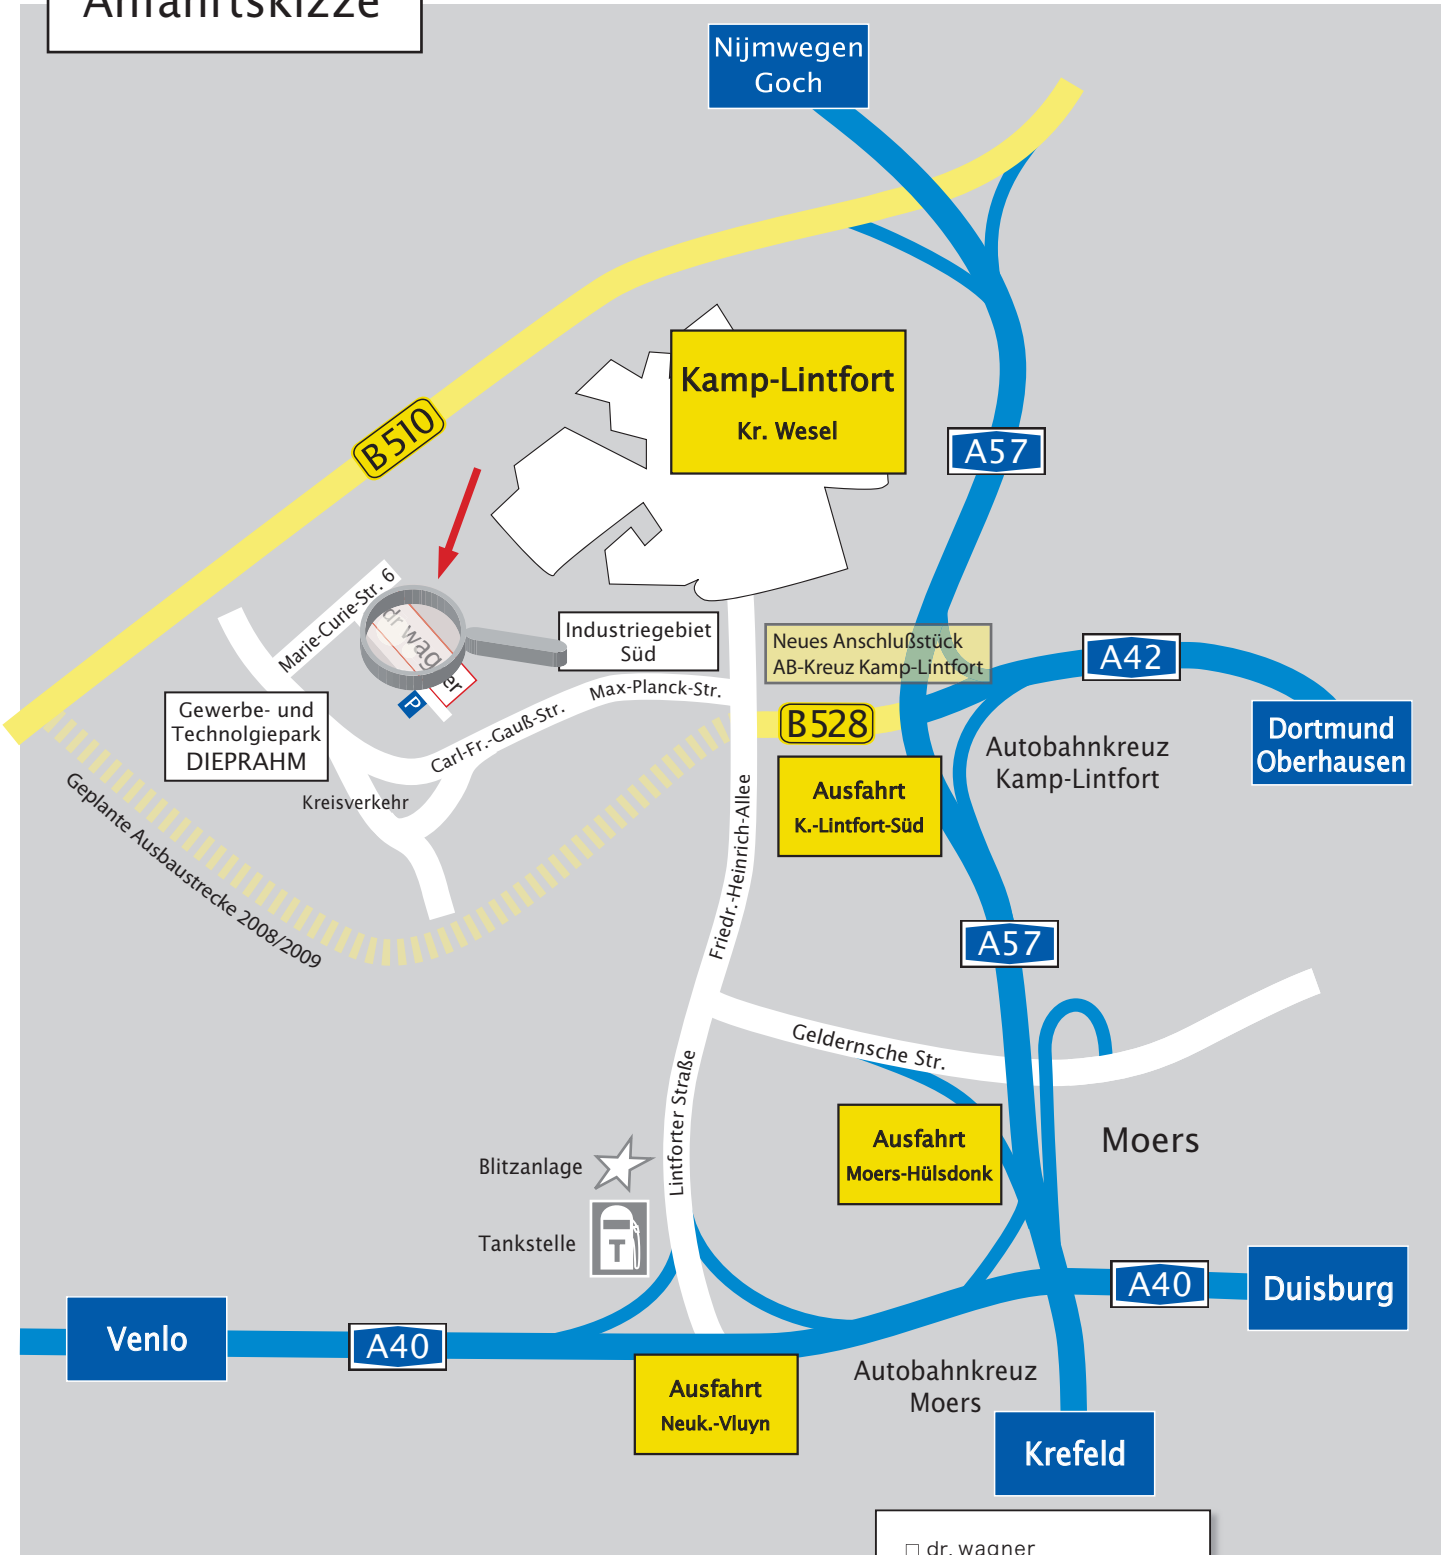 Anfahrtskizze
Nijmwegen
Goch
Kamp-Lintfort
Kr. Wesel
B510
A57
Marie-Curie-Str. 6
dr wag
er
P
Industriegebiet
Süd
Neues Anschlußstück
AB-Kreuz Kamp-Lintfort
A42
Max-Planck-Str.
Gewerbe- und
Technolgiepark
DIEPRAHM
Carl-Fr.-Gauß-Str.
B528
Dortmund
Oberhausen
Autobahnkreuz
Kamp-Lintfort
Ausfahrt
K.-Lintfort-Süd
Kreisverkehr
Geplante Ausbaustrecke 2008/2009
Friedr.-Heinrich-Allee
A57
Geldernsche Str.
Lintforter Straße
Ausfahrt
Moers-Hülsdonk
Moers
Blitzanlage
Tankstelle
T
A40
Duisburg
Venlo
A40
Ausfahrt
Neuk.-Vluyn
Autobahnkreuz
Moers
Krefeld
dr. wagner